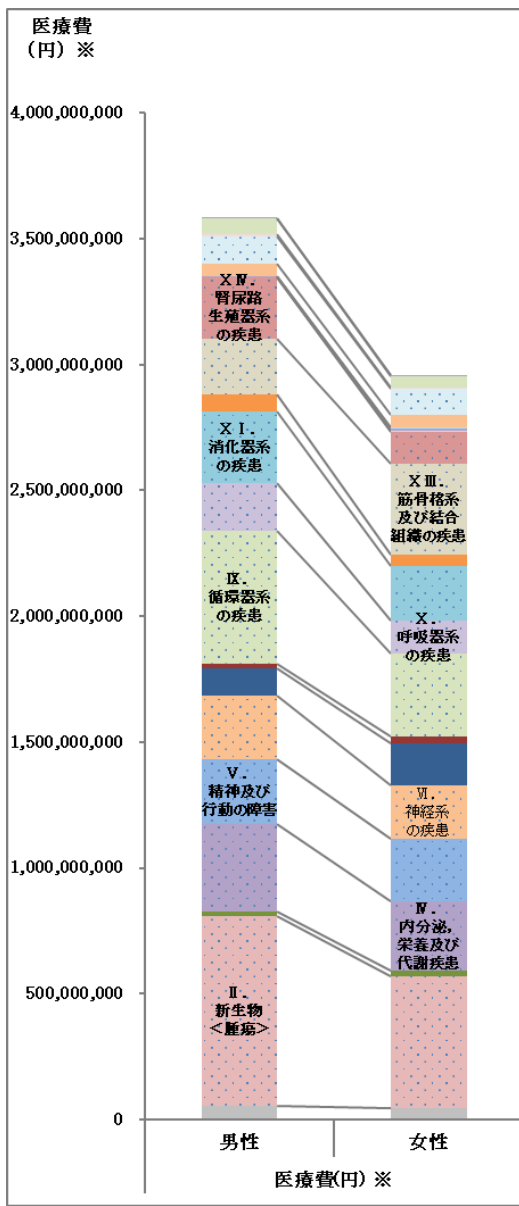 医療費
(円) ※
4,000,000,000
3,500,000,000
3,000,000,000
2,500,000,000
2,000,000,000
1,500,000,000
1,000,000,000
500,000,000
0
ⅩⅣ.
腎尿路
生殖器系
の疾患
ⅩⅠ.
消化器系
の疾患
Ⅸ.
循環器系
の疾患
Ⅴ.
精神及び
行動の障害
Ⅱ.
新生物
＜腫瘍＞
ⅩⅢ.
筋骨格系
及び結合
組織の疾患
Ⅹ.
呼吸器系
の疾患
Ⅵ.
神経系
の疾患
Ⅳ.
内分泌,
栄養及び
代謝疾患
男性
女性
医療費(円) ※